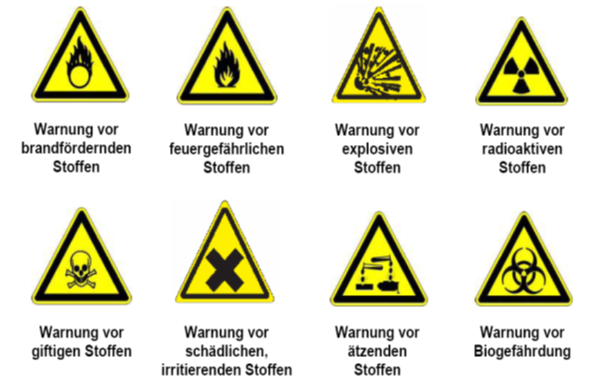 Warnung vor
brandfördernden
Stoffen
Warnung vor
feuergefährlichen
Stoffen
Warnung vor
explosiven
Stoffen
Warnung vor
radioaktiven
Stoffen
Warnung vor
giftigen Stoffen
Warnung vor
schädlichen,
irritierenden Stoffen
Warnung vor
ätzenden
Stoffen
Warnung vor
Biogefährdung